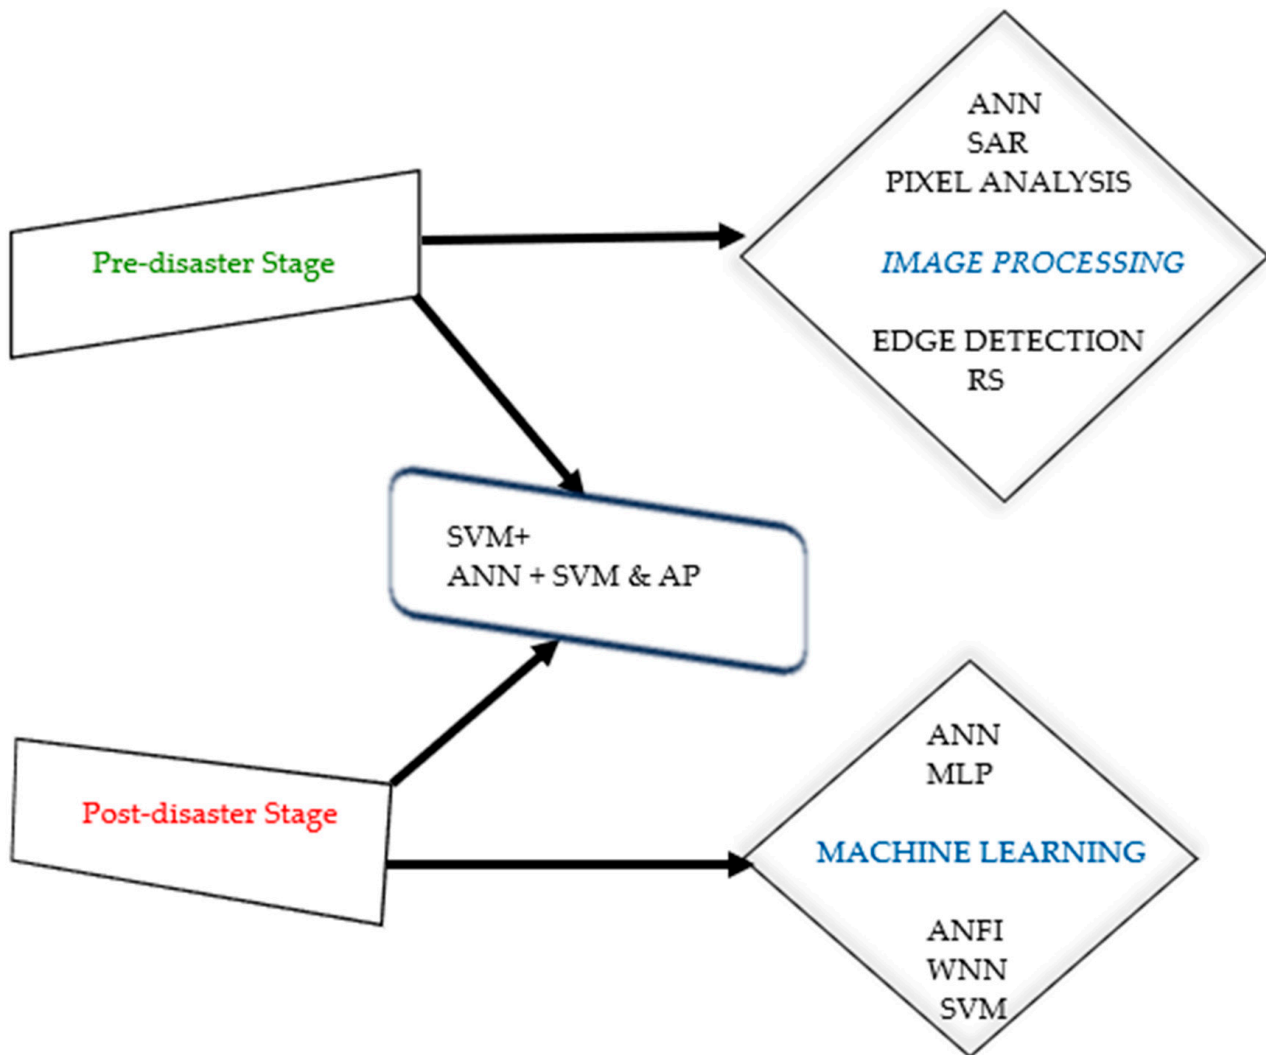 ANN
SAR
PIXEL ANALYSIS
IMAGE PROCESSING
EDGE DETECTION
RS
Pre-disaster Stage
SVM+
ANN + SVM & AP
Post-disaster Stage
ANN
MLP
MACHINE LEARNING
ANFI
WNN
SVM